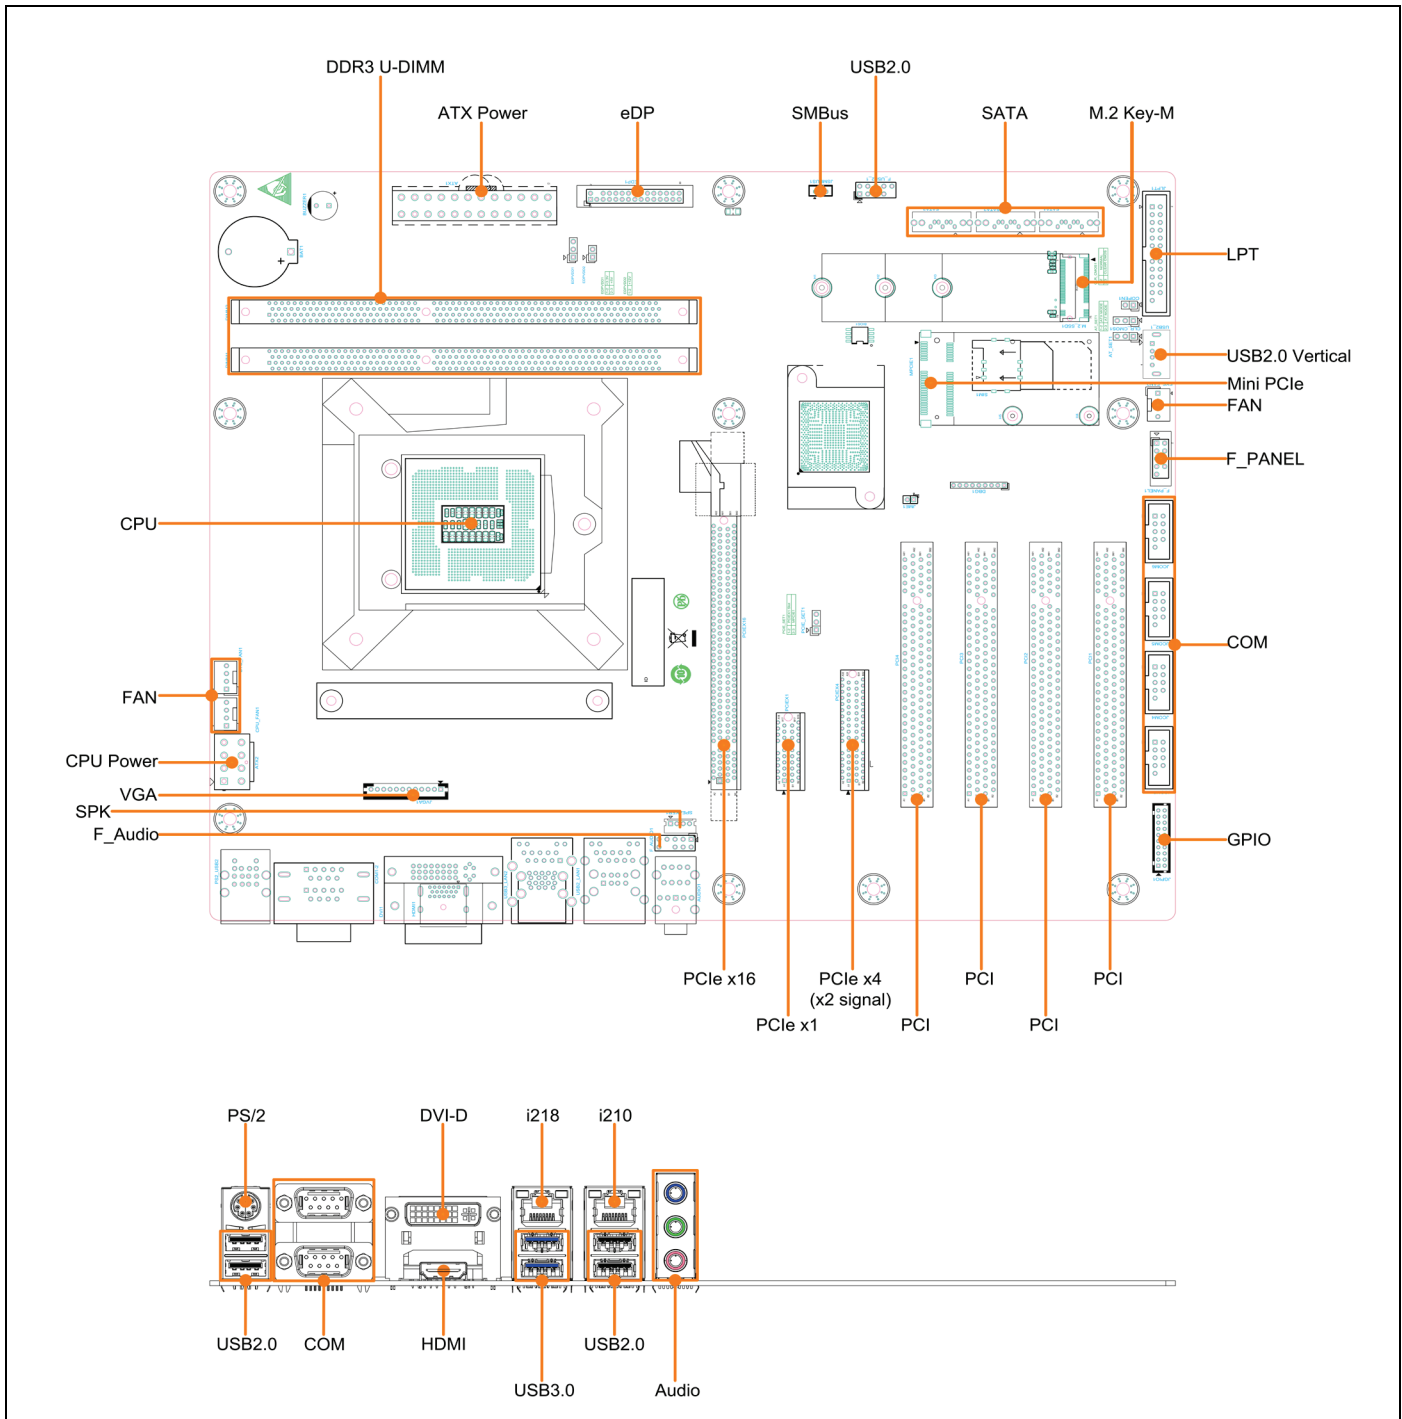 DDR3 U-DIMM
USB2.0
ATX Power
eDP
SMBus
SATA
M.2 Key-M
LPT
USB2.0 Vertical
Mini PCIe
FAN
F_PANEL
CPU
COM
FAN
CPU Power
VGA
SPK
F_Audio
GPIO
PCIe x16
PCIe x4
(x2 signal)
PCI
PCI
PCIe x1
PCI
PCI
PS/2
DVI-D
i218
i210
USB2.0
COM
HDMI
USB2.0
USB3.0
Audio